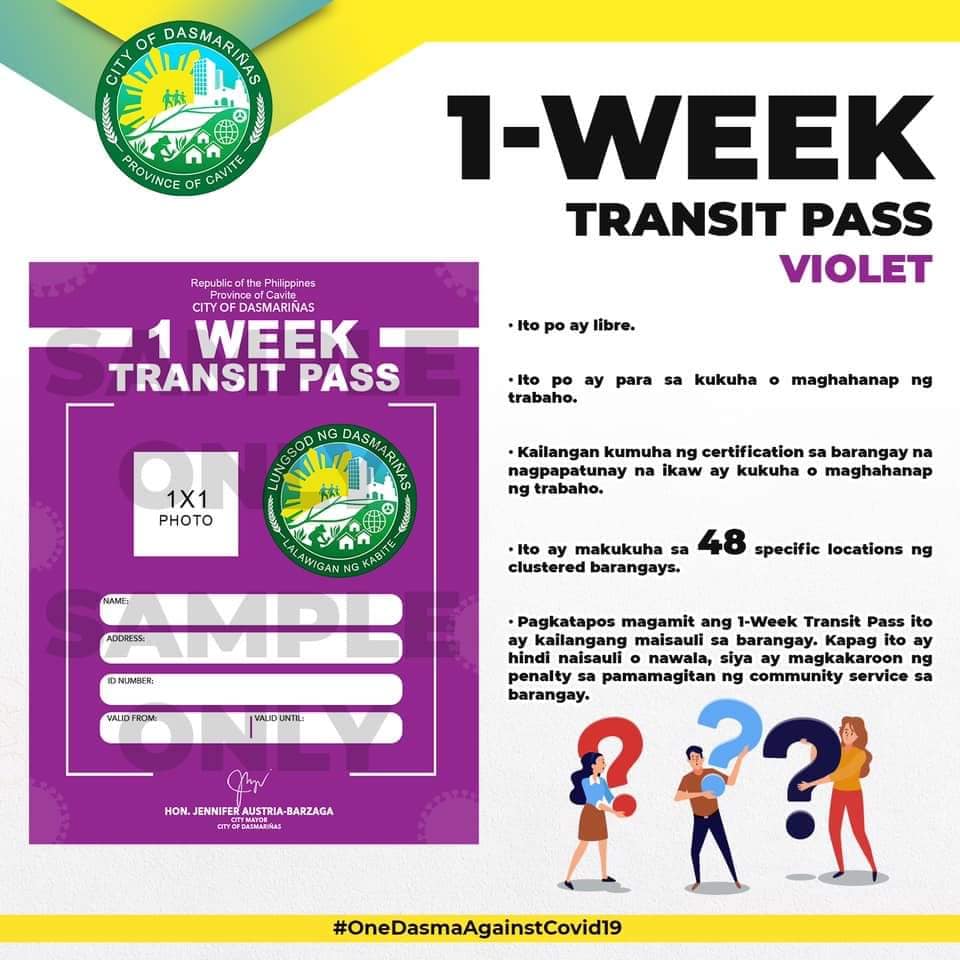 CITY OF DASMARIÑAS
PROVINCE OF CAVITE
1-WEEK
TRANSIT PASS
VIOLET
Republic of the Philippines
Province of Cavite
CITY OF DASMARIÑAS
1 WEEK
TRANSIT PASS
SAMPLE
ONLY
1X1
PHOTO
LUNGSOD NG DASMARIÑAS
LALAWIGAN NG KABITE
SAMPLE
ONLY
NAME:
ADDRESS:
ID NUMBER:
VALID FROM: VALID UNTIL:
HON. JENNIFER AUSTRIA-BARZAGA
CITY MAYOR
CITY OF DASMARIÑAS
· Ito po ay libre.
· Ito po ay para sa kukuha o maghahanap ng
trabaho.
· Kailangan kumuha ng certification sa barangay na
nagpapatunay na ikaw ay kukuha o maghahanap
ng trabaho.
· Ito ay makukuha sa 48 specific locations ng
clustered barangays.
· Pagkatapos magamit ang 1-Week Transit Pass ito
ay kailangang maisauli sa barangay. Kapag ito ay
hindi naisauli o nawala, siya ay magkakaroon ng
penalty sa pamamagitan ng community service sa
barangay.
#OneDasmaAgainstCovid19